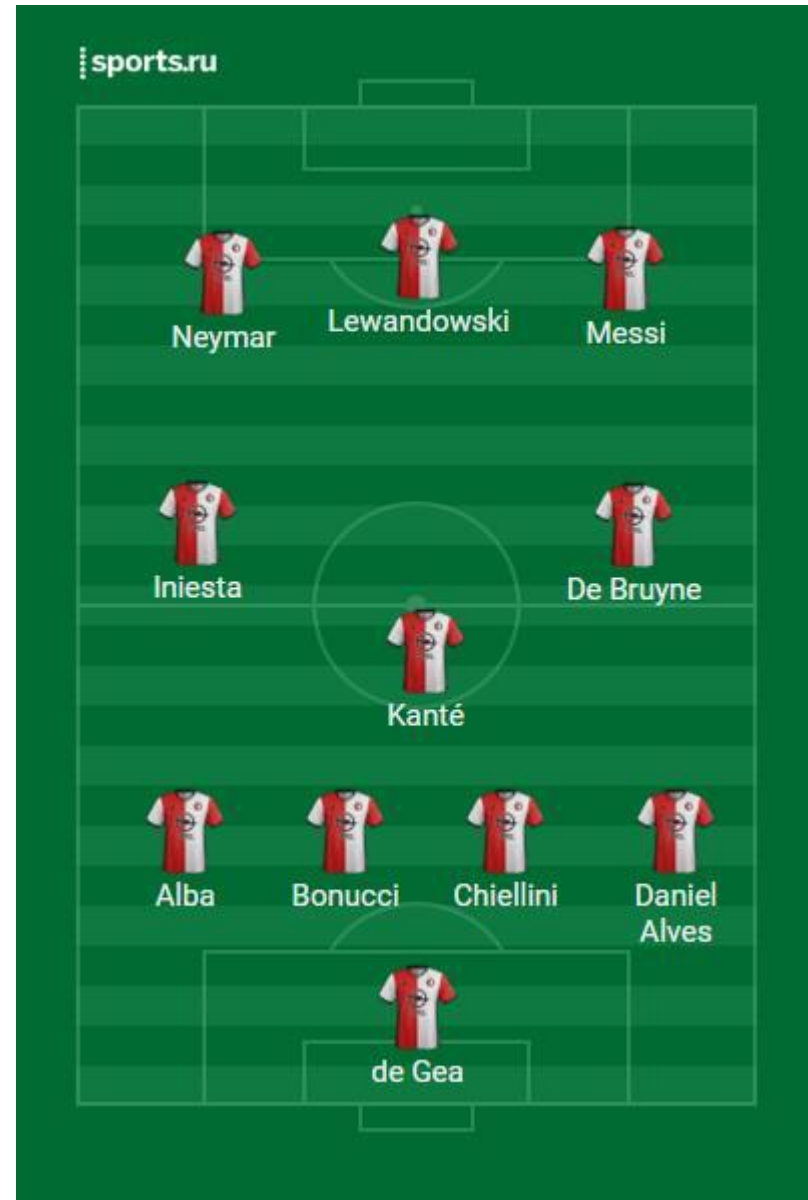 sports.ru
Neymar
Lewandowski
Messi
Iniesta
De Bruyne
Kanté
Alba
Bonucci
Chiellini
Daniel
Alves
de Gea